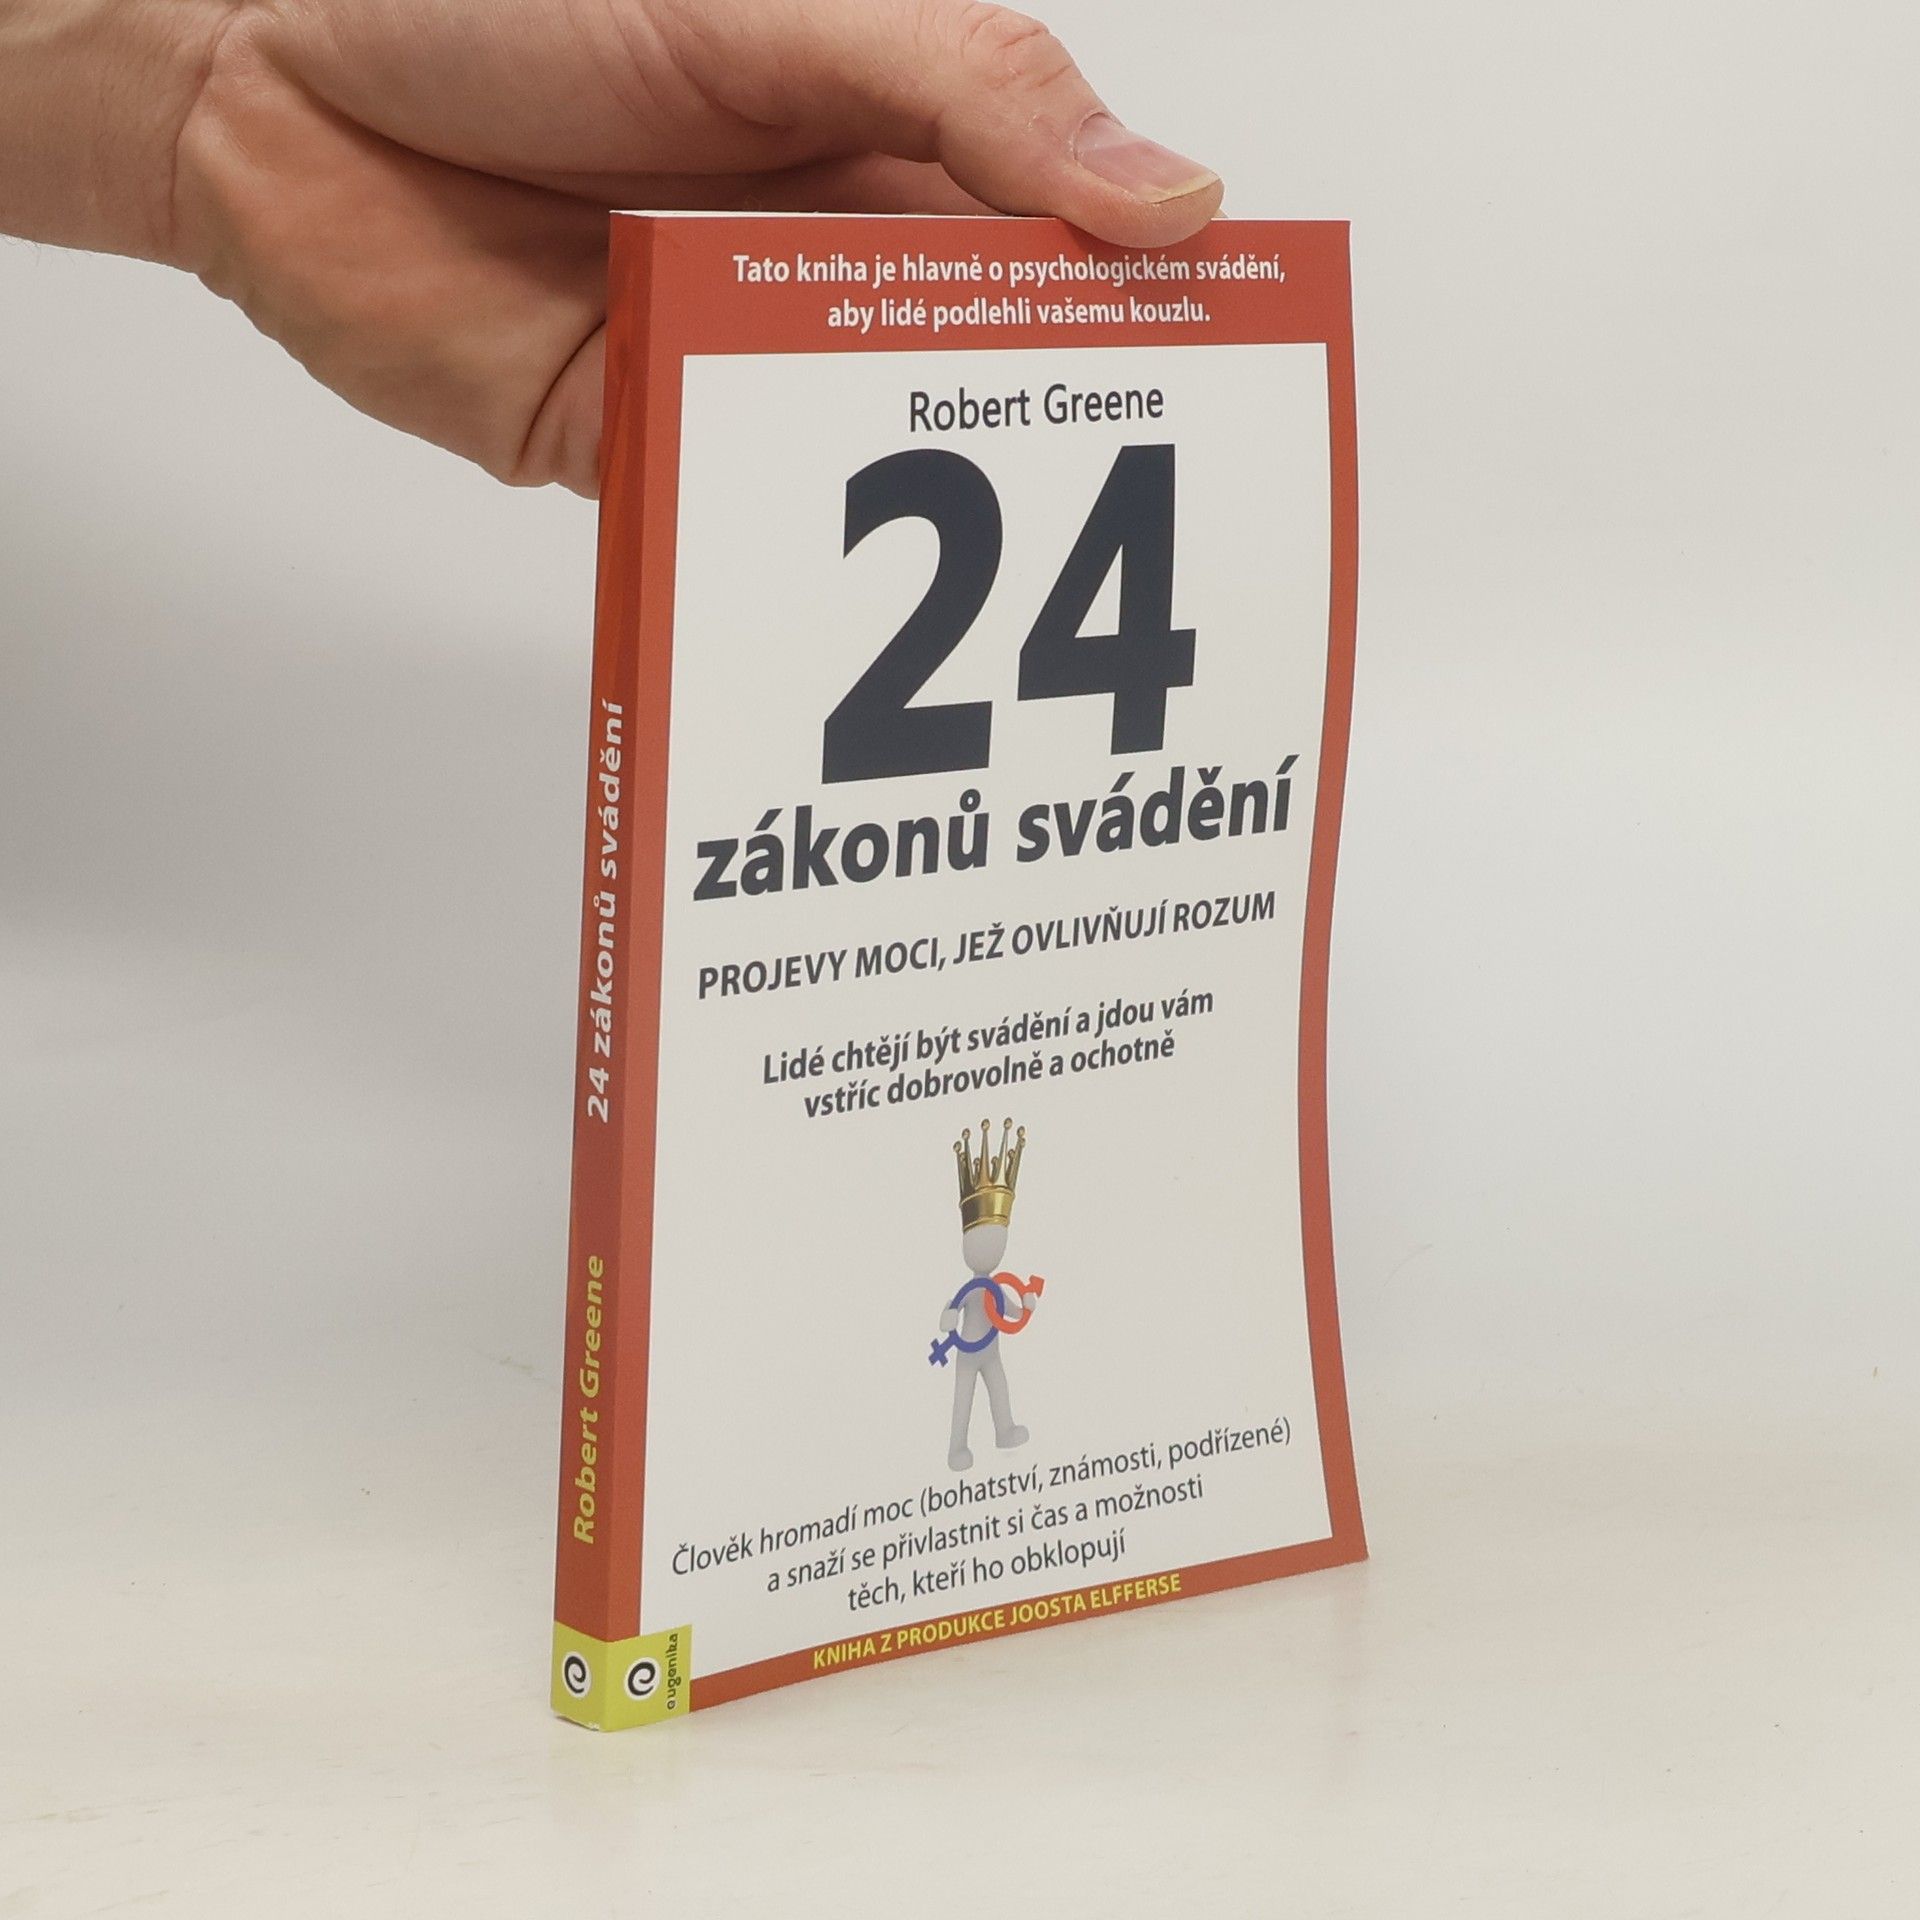 Tato kniha je hlavně o psychologickém svádění,
aby lidé podlehli vašemu kouzlu.
Robert Greene
24
zákonů svádění
PROJEVY MOCI, JEŽ OVLIVŇUJÍ ROZUM
Lidé chtějí být svádění a jdou vám
vstříc dobrovolně a ochotně
Člověk hromadí moc (bohatství, známosti, podřízené)
a snaží se přivlastnit si čas a možnosti
těch, kteří ho obklopují
KNIHA Z PRODUKCE JOOSTA ELFFERSE
eugenika
Robert Greene 24 zákonů svádění